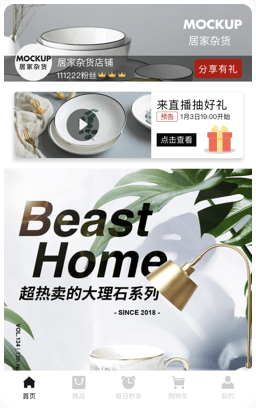 MOCKUP
居家杂货
MOCKUP
居家杂货
居家杂货店铺
111222粉丝
分享有礼
来直播抽好礼
预告 1月3日19:00开始
点击查看
Beast
Home
超热卖的大理石系列
- SINCE 2018 -
VOL.134
首页
商品
每日秒杀
购物车
我的